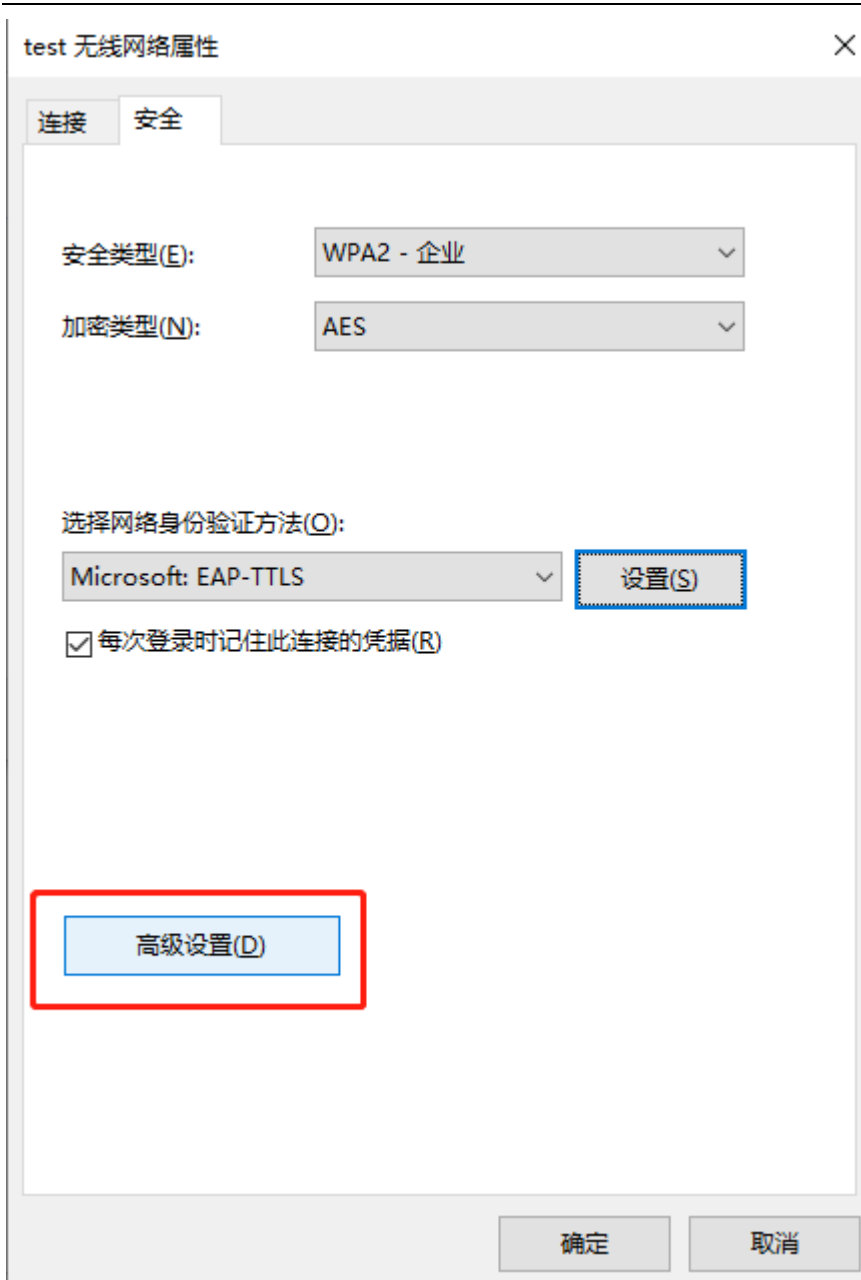 test 无线网络属性
连接 安全
安全类型(E): WPA2 - 企业
加密类型(N): AES
选择网络身份验证方法(O):
Microsoft: EAP-TTLS 设置(S)
每次登录时记住此连接的凭据(R)
高级设置(D)
确定 取消